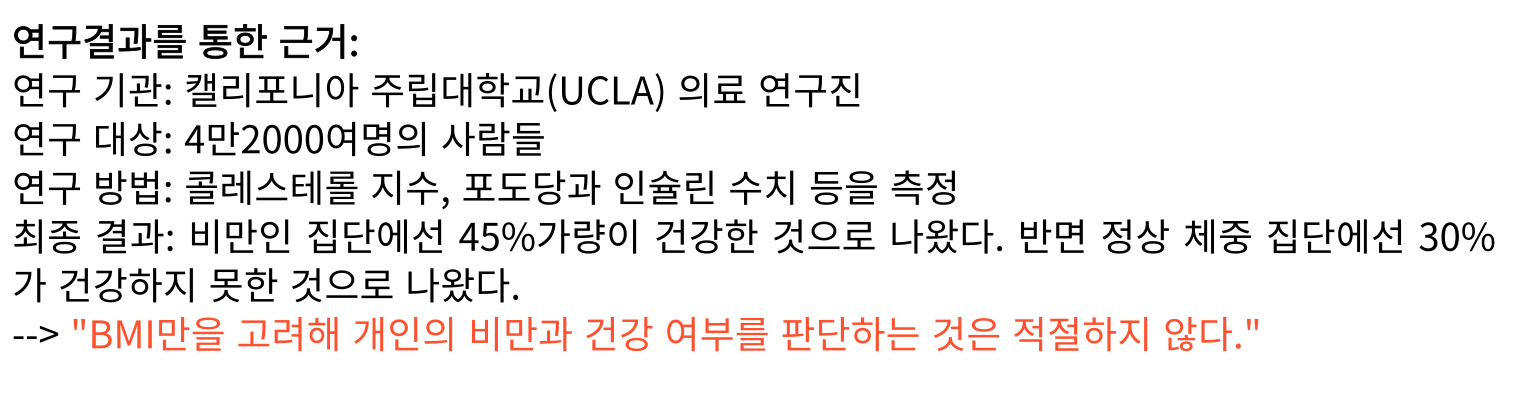 연구결과를 통한 근거:
연구 기관: 캘리포니아 주립대학교(UCLA) 의료 연구진
연구 대상: 4만2000여명의 사람들
연구 방법: 콜레스테롤 지수, 포도당과 인슐린 수치 등을 측정
최종 결과: 비만인 집단에선 45%가량이 건강한 것으로 나왔다. 반면 정상 체중 집단에선 30%
가 건강하지 못한 것으로 나왔다.
--> "BMI만을 고려해 개인의 비만과 건강 여부를 판단하는 것은 적절하지 않다."